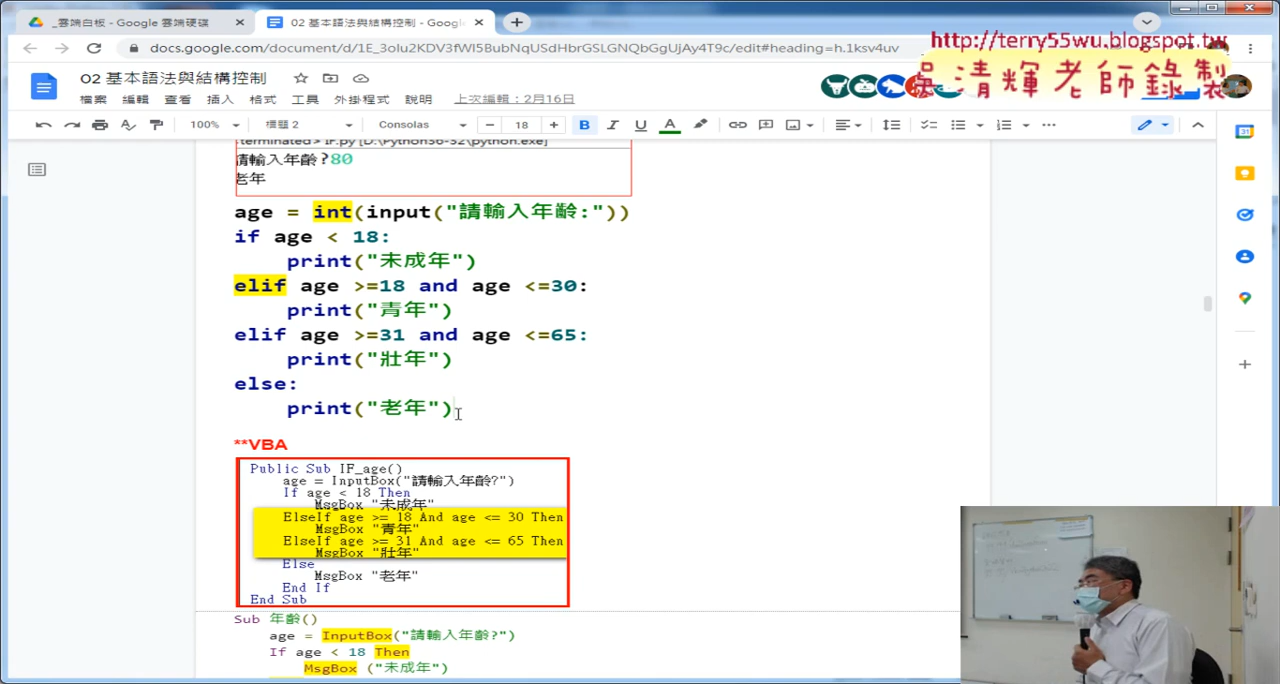 _雲端白板 - Google 雲端硬碟
02 基本語法與結構控制 - Google
docs.google.com/document/d/1E_3olu2KDV3fWl5BubNqUSdHbrGSLGNQbGgUjAy4T9c/edit#heading=h.1ksv4uv
http://terry55wu.blogspot.tw
吳清輝老師錄製
02 基本語法與結構控制
檔案 編輯 查看 插入 格式 工具 外掛程式 說明 上次編輯：2月16日
100% 標題 2 Consolas 18 B I U A
terminated> IF.py [D:\Python36-32\python.exe]
請輸入年齡?80
老年
age = int(input("請輸入年齡:"))
if age < 18:
print("未成年")
elif age >=18 and age <=30:
print("青年")
elif age >=31 and age <=65:
print("壯年")
else:
print("老年")
**VBA
Public Sub IF_age()
age = InputBox("請輸入年齡?")
If age < 18 Then
MsgBox "未成年"
ElseIf age >= 18 And age <= 30 Then
MsgBox "青年"
ElseIf age >= 31 And age <= 65 Then
MsgBox "壯年"
Else
MsgBox "老年"
End If
End Sub
Sub 年齡()
age = InputBox("請輸入年齡?")
If age < 18 Then
MsgBox ("未成年")